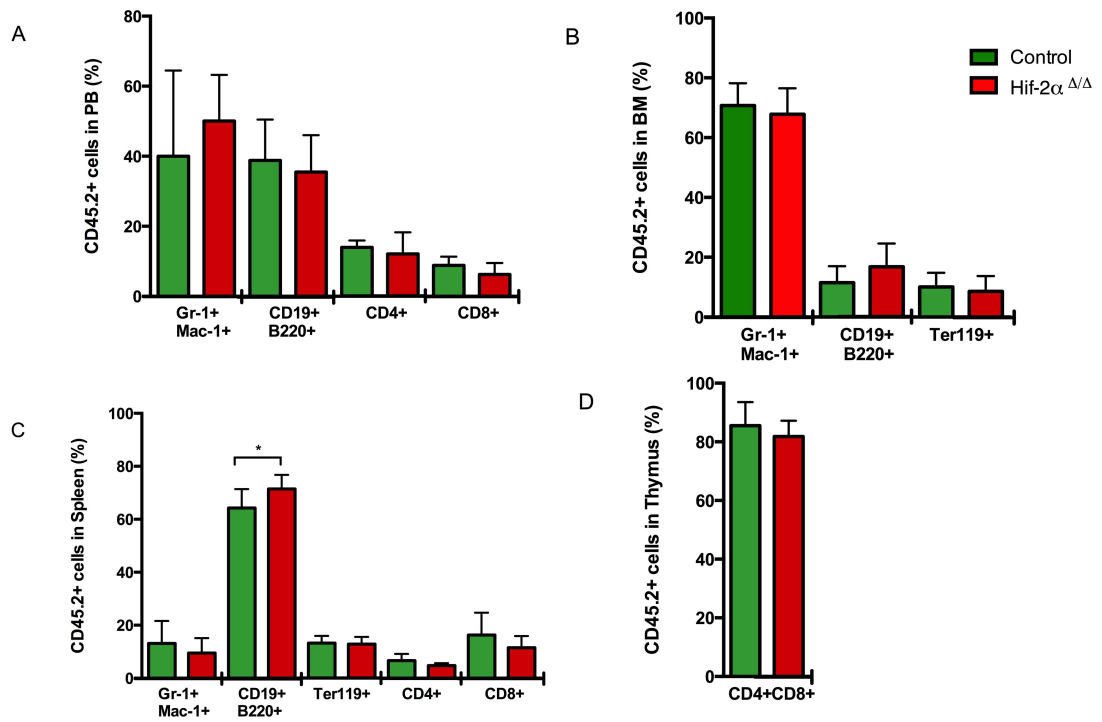 A
CD45.2+ cells in PB (%)
80
60
40
20
0
Gr-1+ CD19+ CD4+ CD8+
Mac-1+ B220+
B
CD45.2+ cells in BM (%)
100
80
60
40
20
0
Gr-1+ CD19+ Ter119+
Mac-1+ B220+
Control
Hif-2α Δ/Δ
C
CD45.2+ cells in Spleen (%)
100
80
60
40
20
0
*
Gr-1+ CD19+ Ter119+ CD4+ CD8+
Mac-1+ B220+
D
CD45.2+ cells in Thymus (%)
100
80
60
40
20
0
CD4+CD8+